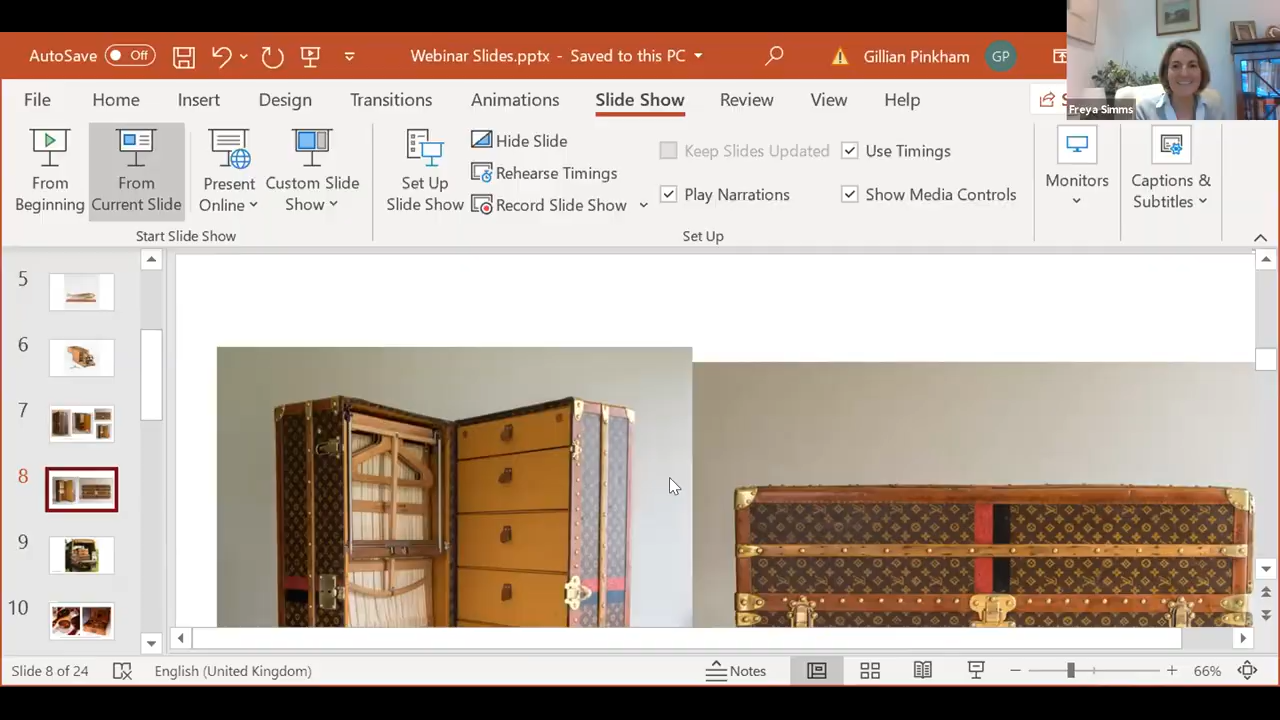 AutoSave Off Webinar Slides.pptx - Saved to this PC Gillian Pinkham GP
Freya Simms
File Home Insert Design Transitions Animations Slide Show Review View Help
From Beginning
From Current Slide
Present Online
Custom Slide Show
Start Slide Show
Set Up Slide Show
Hide Slide
Rehearse Timings
Record Slide Show
Keep Slides Updated
Use Timings
Play Narrations
Show Media Controls
Set Up
Monitors
Captions & Subtitles
5
6
7
8
9
10
Slide 8 of 24 English (United Kingdom) Notes 66%